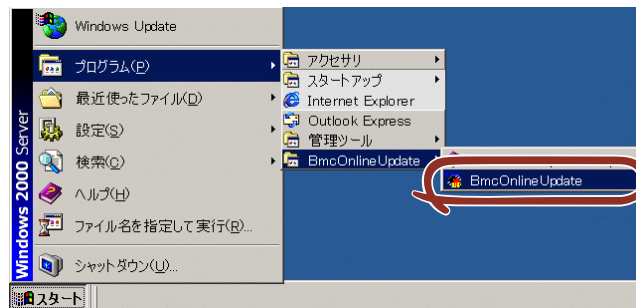 Windows Update
プログラム(P)
最近使ったファイル(D)
設定(S)
検索(C)
ヘルプ(H)
ファイル名を指定して実行(R)...
シャットダウン(U)...
Windows 2000 Server
スタート
アクセサリ
スタートアップ
Internet Explorer
Outlook Express
管理ツール
BmcOnlineUpdate
BmcOnlineUpdate